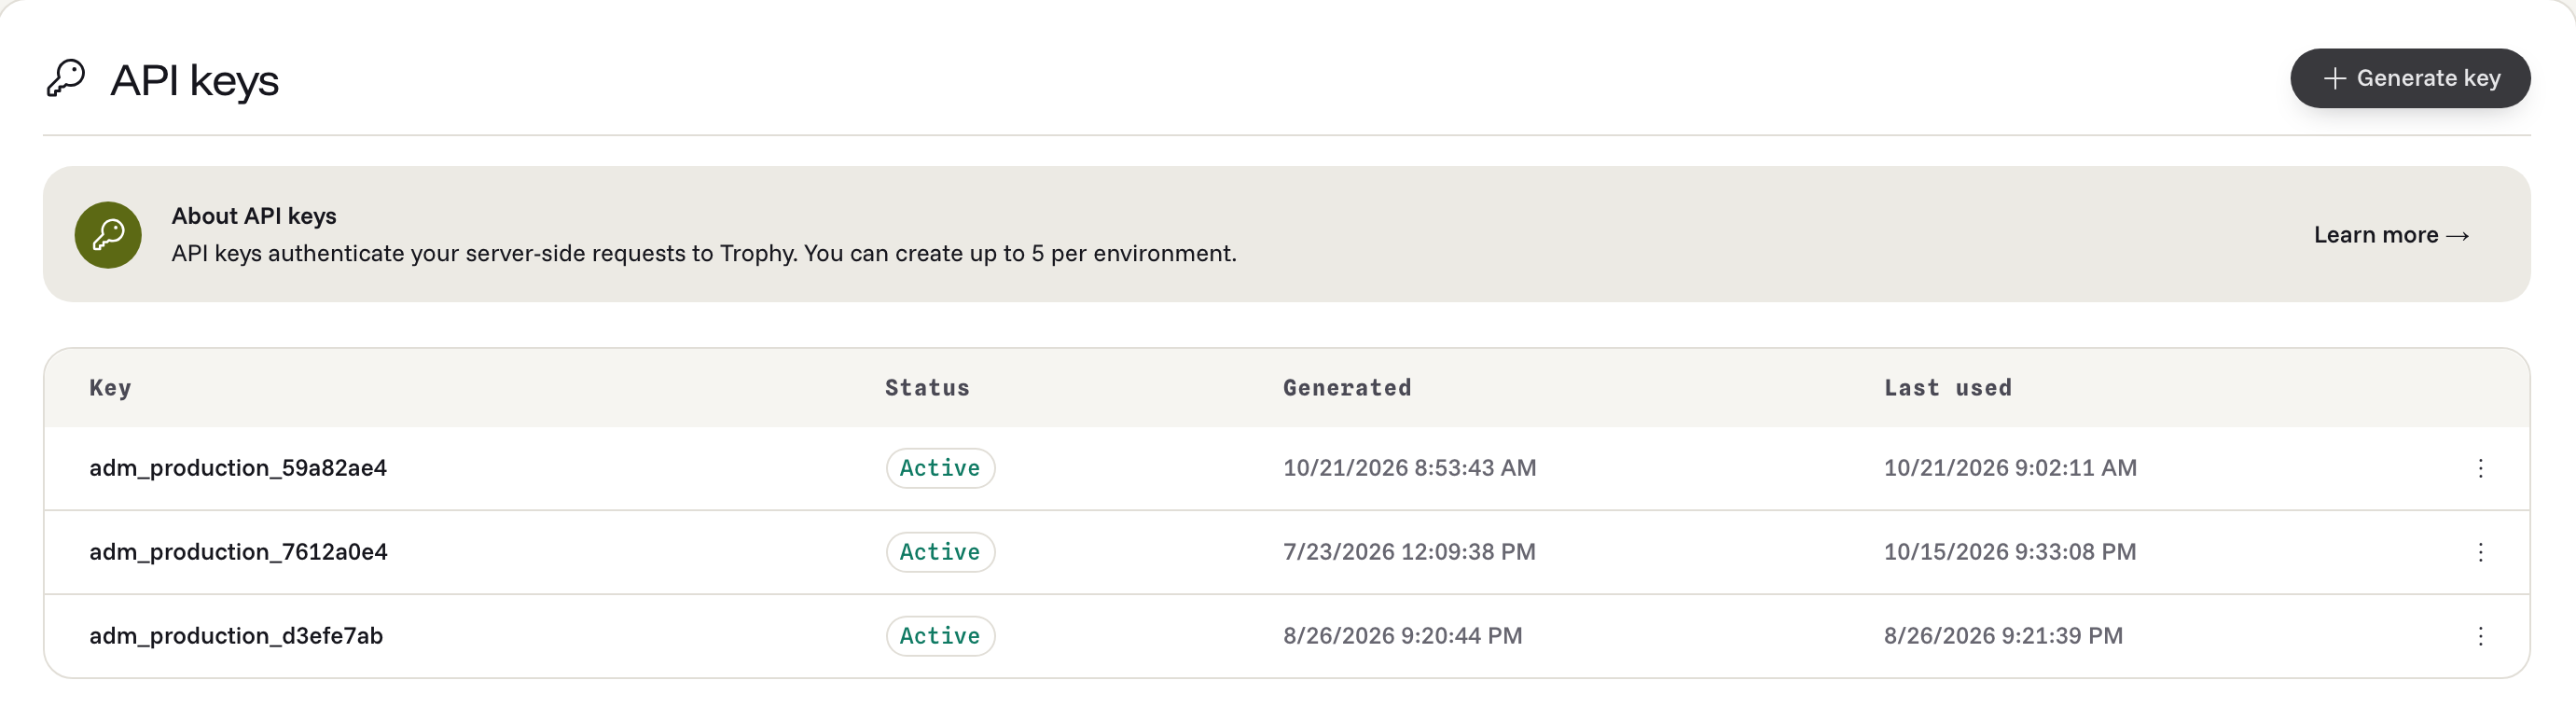 API keys
+ Generate key
About API keys
API keys authenticate your server-side requests to Trophy. You can create up to 5 per environment.
Learn more →
Key Status Generated Last used
adm_production_59a82ae4 Active 10/21/2026 8:53:43 AM 10/21/2026 9:02:11 AM
adm_production_7612a0e4 Active 7/23/2026 12:09:38 PM 10/15/2026 9:33:08 PM
adm_production_d3efe7ab Active 8/26/2026 9:20:44 PM 8/26/2026 9:21:39 PM